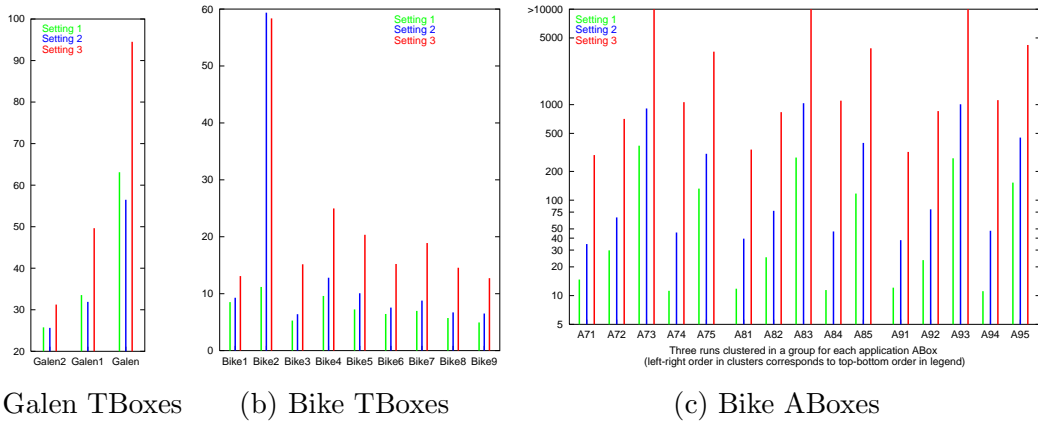 100
90
80
70
60
50
40
30
20
Setting 1
Setting 2
Setting 3
Galen2 Galen1 Galen
Galen TBoxes
60
50
40
30
20
10
0
Setting 1
Setting 2
Setting 3
Bike1 Bike2 Bike3 Bike4 Bike5 Bike6 Bike7 Bike8 Bike9
(b) Bike TBoxes
>10000
5000
1000
500
100
75
50
40
30
20
10
5
Setting 1
Setting 2
Setting 3
A71 A72 A73 A74 A75 A81 A82 A83 A84 A85 A91 A92 A93 A94 A95
Three runs clustered in a group for each application ABox
(left-right order in clusters corresponds to top-bottom order in legend)
(c) Bike ABoxes